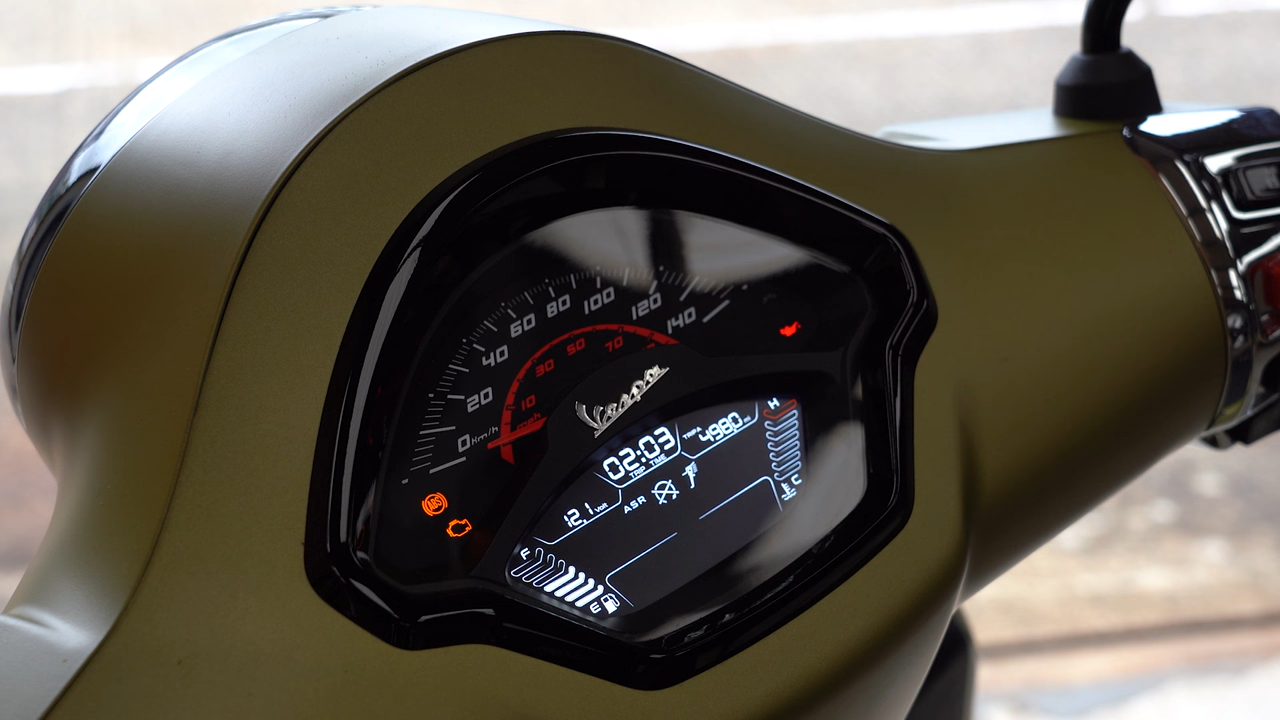 0 Km/h
20
40
60
80
100
120
140
mph
10
30
50
70
Vespa
02:03
TRIP TIME
TRIP A
4980
12.1 Volt
ASR
H
C
F
E
ABS